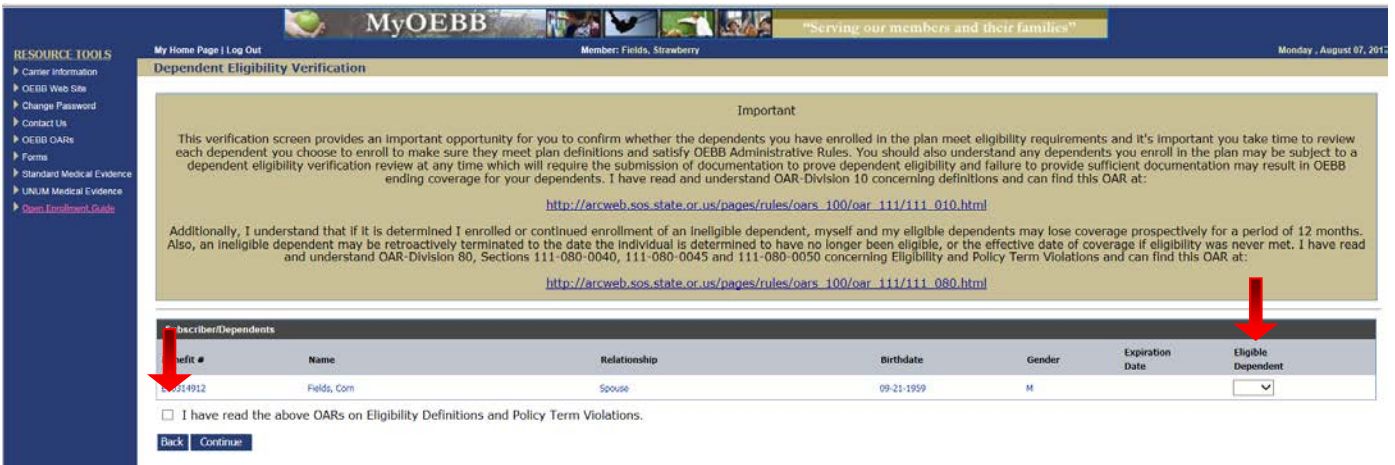 MyOEBB
"Serving our members and their families"
RESOURCE TOOLS
Carrier Information
OEBB Web Site
Change Password
Contact Us
OEBB OARs
Forms
Standard Medical Evidence
UNUM Medical Evidence
Open Enrollment Guide
My Home Page | Log Out Member: Fields, Strawberry Monday , August 07, 2017
Dependent Eligibility Verification
Important
This verification screen provides an important opportunity for you to confirm whether the dependents you have enrolled in the plan meet eligibility requirements and it's important you take time to review
each dependent you choose to enroll to make sure they meet plan definitions and satisfy OEBB Administrative Rules. You should also understand any dependents you enroll in the plan may be subject to a
dependent eligibility verification review at any time which will require the submission of documentation to prove dependent eligibility and failure to provide sufficient documentation may result in OEBB
ending coverage for your dependents. I have read and understand OAR-Division 10 concerning definitions and can find this OAR at:
http://arcweb.sos.state.or.us/pages/rules/oars_100/oar_111/111_010.html
Additionally, I understand that if it is determined I enrolled or continued enrollment of an ineligible dependent, myself and my eligible dependents may lose coverage prospectively for a period of 12 months.
Also, an ineligible dependent may be retroactively terminated to the date the individual is determined to have no longer been eligible, or the effective date of coverage if eligibility was never met. I have read
and understand OAR-Division 80, Sections 111-080-0040, 111-080-0045 and 111-080-0050 concerning Eligibility and Policy Term Violations and can find this OAR at:
http://arcweb.sos.state.or.us/pages/rules/oars_100/oar_111/111_080.html
bscriber/Dependents
nefit # Name Relationship Birthdate Gender Expiration Date Eligible Dependent
314912 Fields, Corn Spouse 09-21-1959 M
I have read the above OARs on Eligibility Definitions and Policy Term Violations.
Back Continue